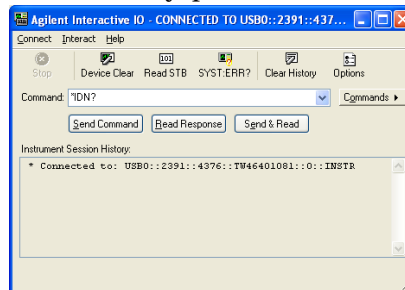 Agilent Interactive IO - CONNECTED TO USB0::2391::437...
Connect Interact Help
Stop Device Clear Read STB SYST:ERR? Clear History Options
Command: *IDN? Commands
Send Command Read Response Send & Read
Instrument Session History:
* Connected to: USB0::2391::4376::TW46401081::0::INSTR